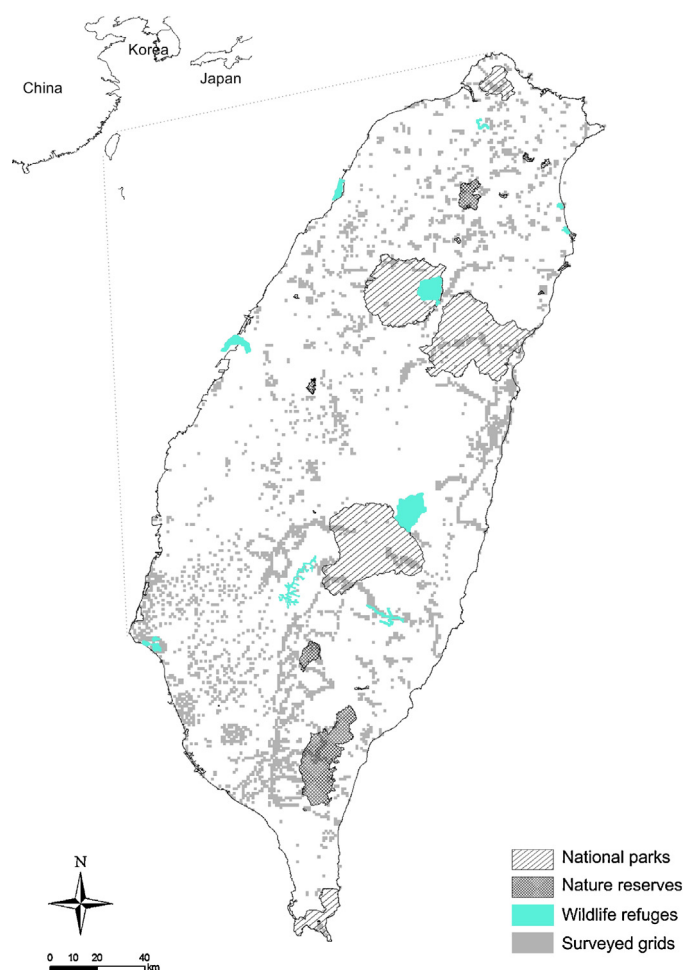 Korea
Japan
China
N
0 10 20 40
km
National parks
Nature reserves
Wildlife refuges
Surveyed grids